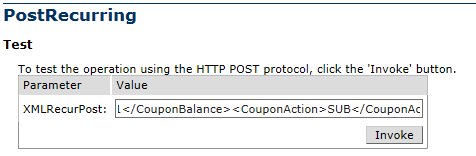 PostRecurring
Test
To test the operation using the HTTP POST protocol, click the 'Invoke' button.
Parameter Value
XMLRecurPost: </CouponBalance><CouponAction>SUB</CouponAc
Invoke